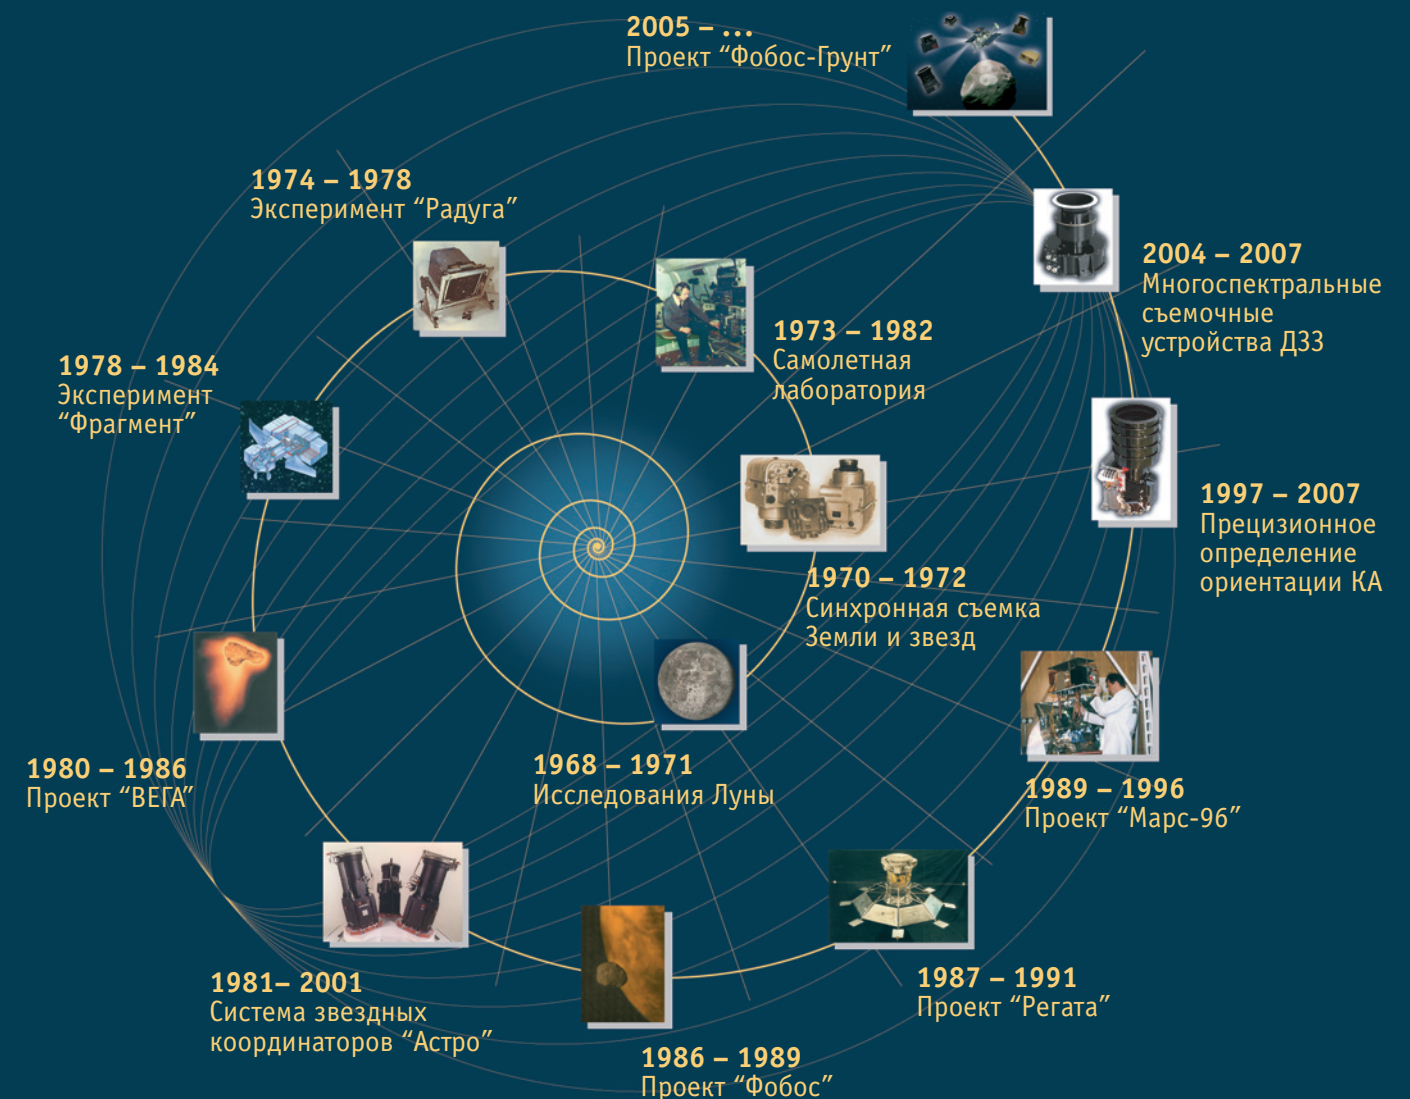 2005 – ...
Проект “Фобос-Грунт”
1974 – 1978
Эксперимент “Радуга”
2004 – 2007
Многоспектральные
съемочные
устройства ДЗЗ
1973 – 1982
Самолетная
лаборатория
1978 – 1984
Эксперимент
“Фрагмент”
1997 – 2007
Прецизионное
определение
ориентации КА
1970 – 1972
Синхронная съемка
Земли и звезд
1968 – 1971
Исследования Луны
1980 – 1986
Проект “ВЕГА”
1989 – 1996
Проект “Марс-96”
1981– 2001
Система звездных
координаторов “Астро”
1987 – 1991
Проект “Регата”
1986 – 1989
Проект “Фобос”